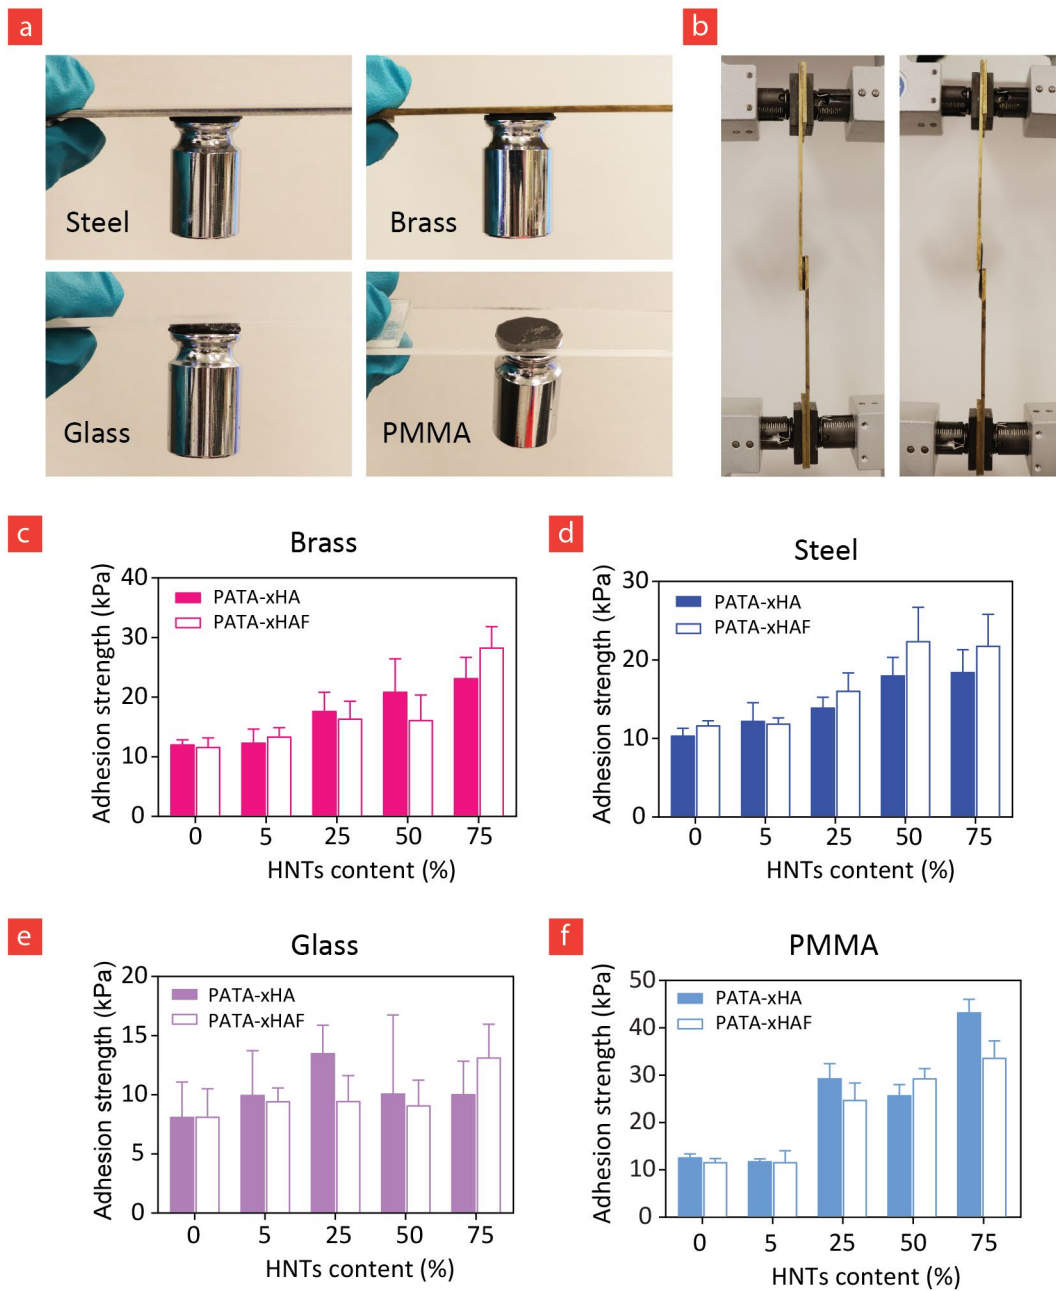 a
b
Steel
Brass
Glass
PMMA
c
Brass
Adhesion strength (kPa)
40
30
20
10
0
PATA-xHA
PATA-xHAF
0 5 25 50 75
HNTs content (%)
d
Steel
Adhesion strength (kPa)
30
20
10
0
PATA-xHA
PATA-xHAF
0 5 25 50 75
HNTs content (%)
e
Glass
Adhesion strength (kPa)
20
15
10
5
0
PATA-xHA
PATA-xHAF
0 5 25 50 75
HNTs content (%)
f
PMMA
Adhesion strength (kPa)
50
40
30
20
10
0
PATA-xHA
PATA-xHAF
0 5 25 50 75
HNTs content (%)